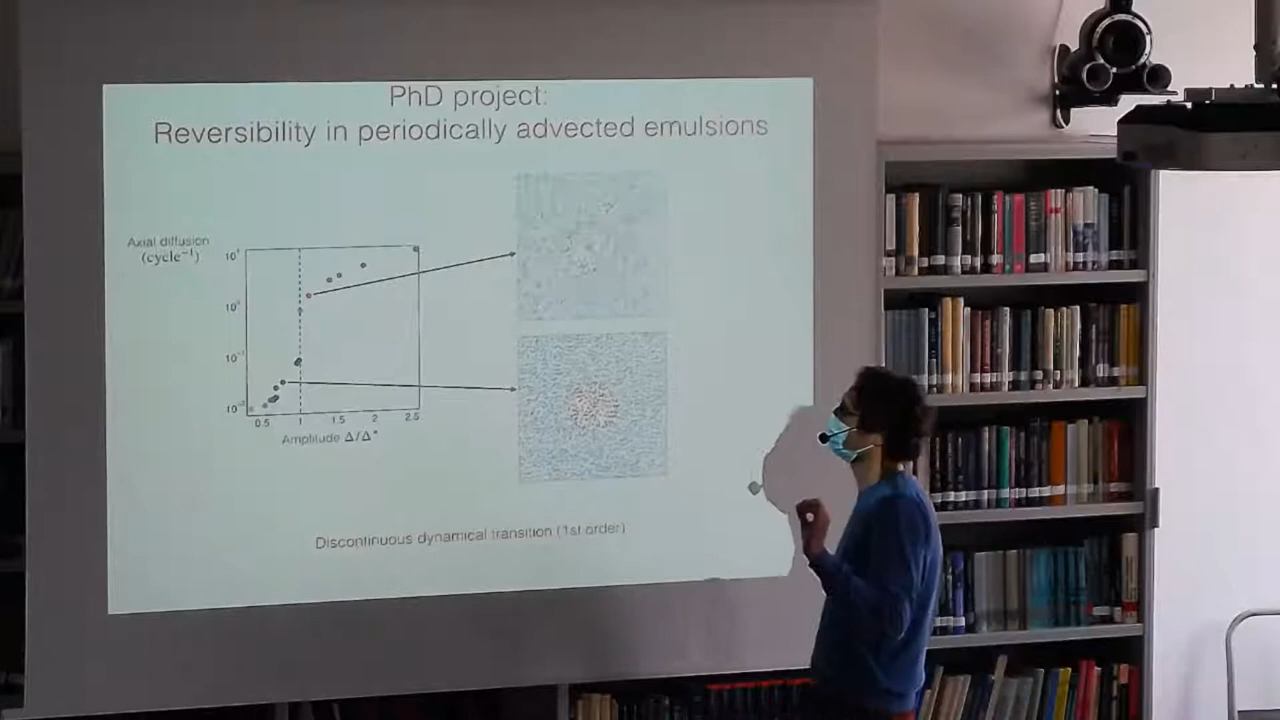 PhD project:
Reversibility in periodically advected emulsions
Axial diffusion
(cycle⁻¹)
10⁻¹
10⁻²
0.5 1 1.5 2 2.5
Amplitude Δ/Δ*
Discontinuous dynamical transition (1st order)